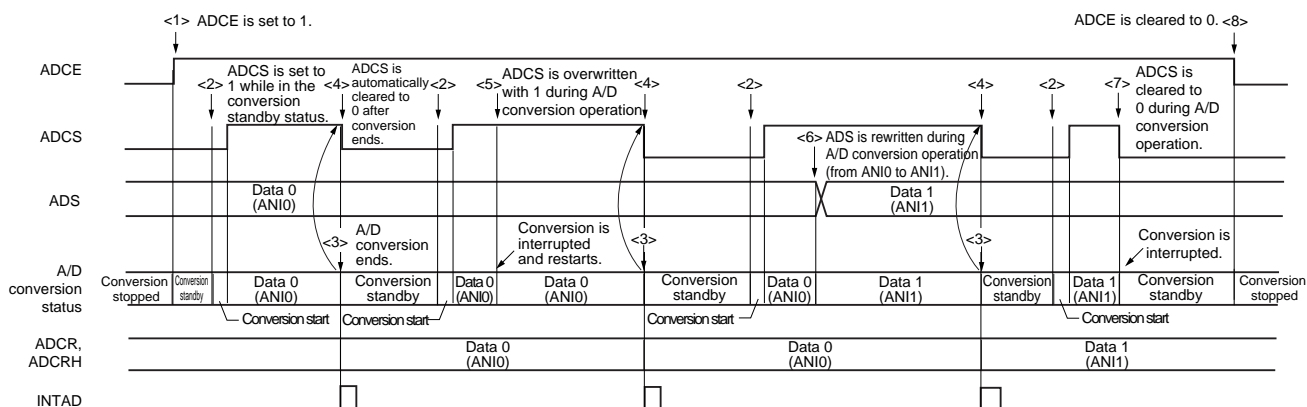 <1> ADCE is set to 1.
ADCE is cleared to 0. <8>
ADCE
<2>
ADCS is set to
1 while in the
conversion
standby status.
<4>
ADCS is
automatically
cleared to
0 after
conversion
ends.
<2>
<5>
ADCS is overwritten
with 1 during A/D
conversion operation
<4>
<2>
<4>
<2>
<7>
ADCS is
cleared to
0 during A/D
conversion
operation.
ADCS
<6> ADS is rewritten during
A/D conversion operation
(from ANI0 to ANI1).
ADS
Data 0
(ANI0)
Data 1
(ANI1)
<3>
A/D
conversion
ends.
Conversion is
interrupted
and restarts.
<3>
<3>
Conversion is
interrupted.
A/D
conversion
status
Conversion
stopped
Conversion
standby
Data 0
(ANI0)
Conversion
standby
Data 0
(ANI0)
Data 0
(ANI0)
Conversion
standby
Data 0
(ANI0)
Data 1
(ANI1)
Conversion
standby
Data 1
(ANI1)
Conversion
standby
Conversion
stopped
Conversion start
Conversion start
Conversion start
Conversion start
ADCR,
ADCRH
Data 0
(ANI0)
Data 0
(ANI0)
Data 1
(ANI1)
INTAD